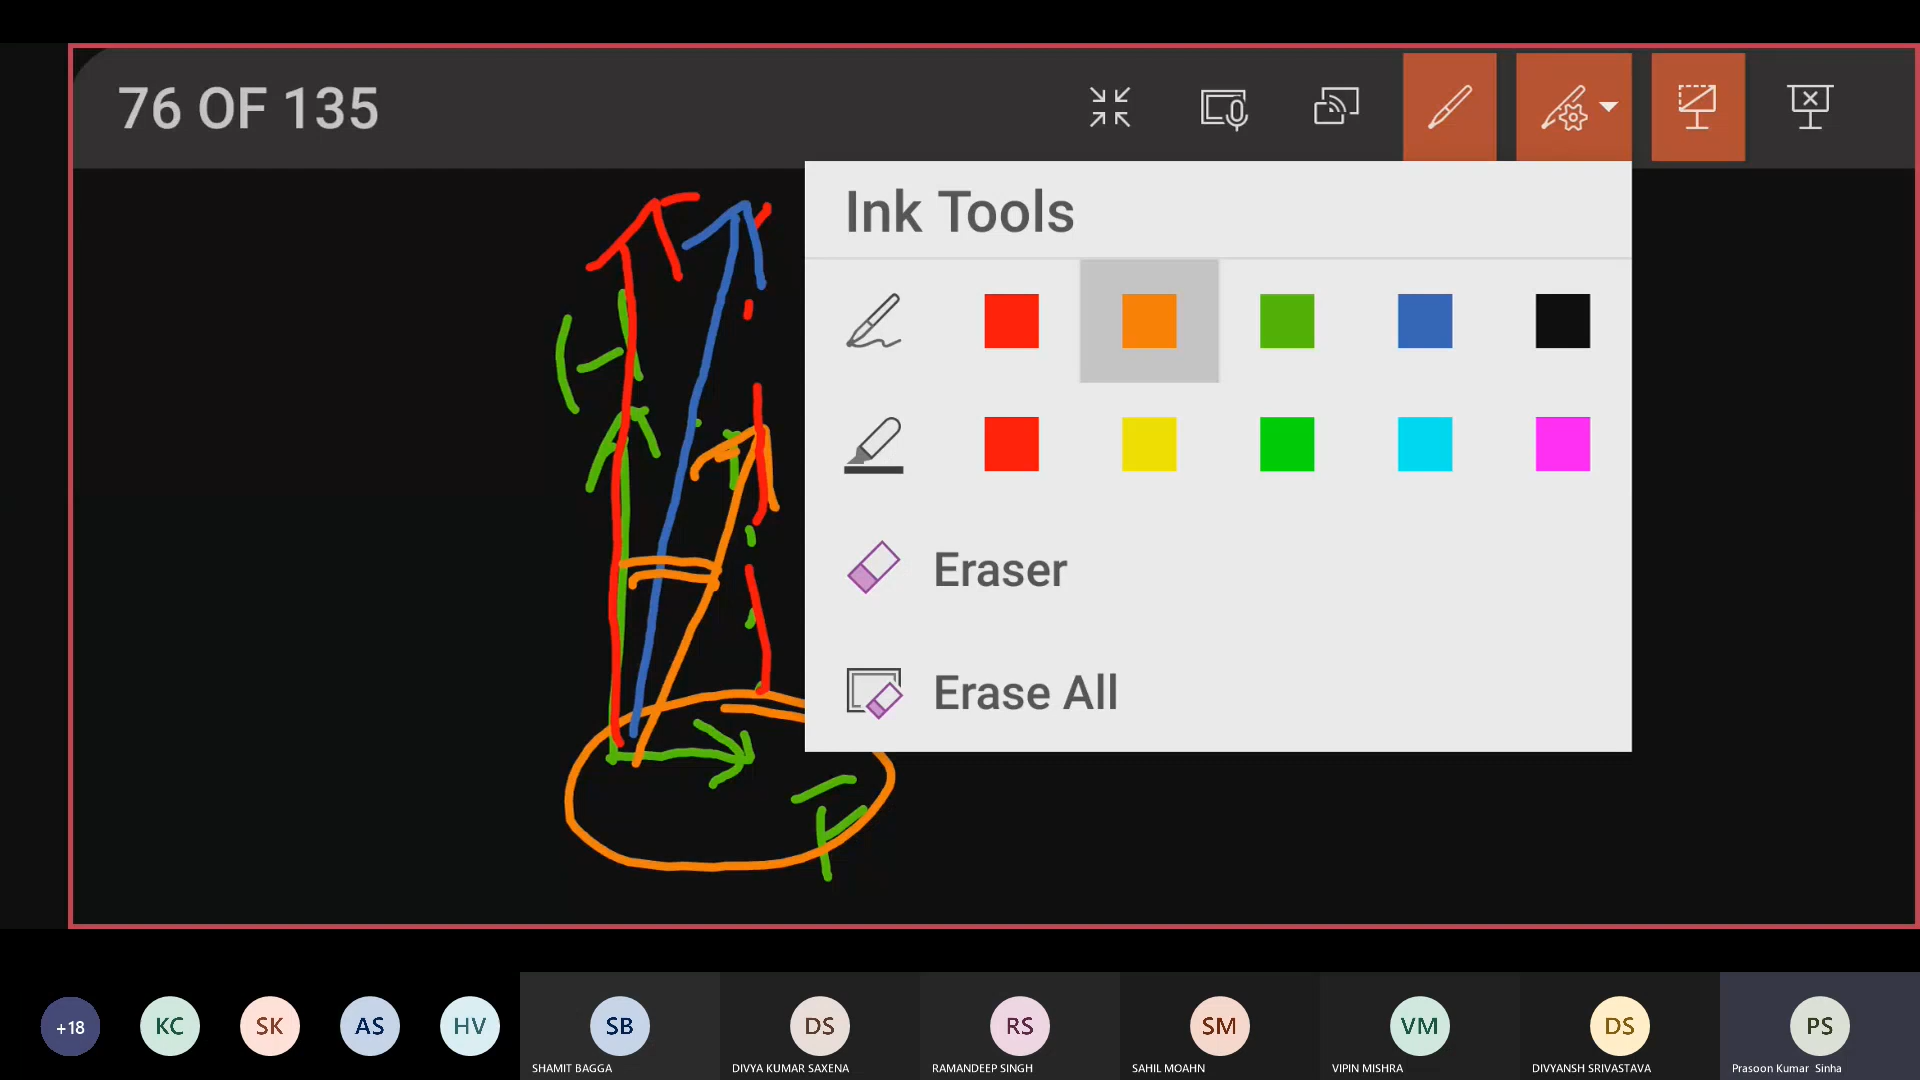 76 OF 135
Ink Tools
Eraser
Erase All
+18
KC
SK
AS
HV
SB
DS
RS
SM
VM
DS
PS
SHAMIT BAGGA
DIVYA KUMAR SAXENA
RAMANDEEP SINGH
SAHIL MOAHN
VIPIN MISHRA
DIVYANSH SRIVASTAVA
Prasoon Kumar Sinha